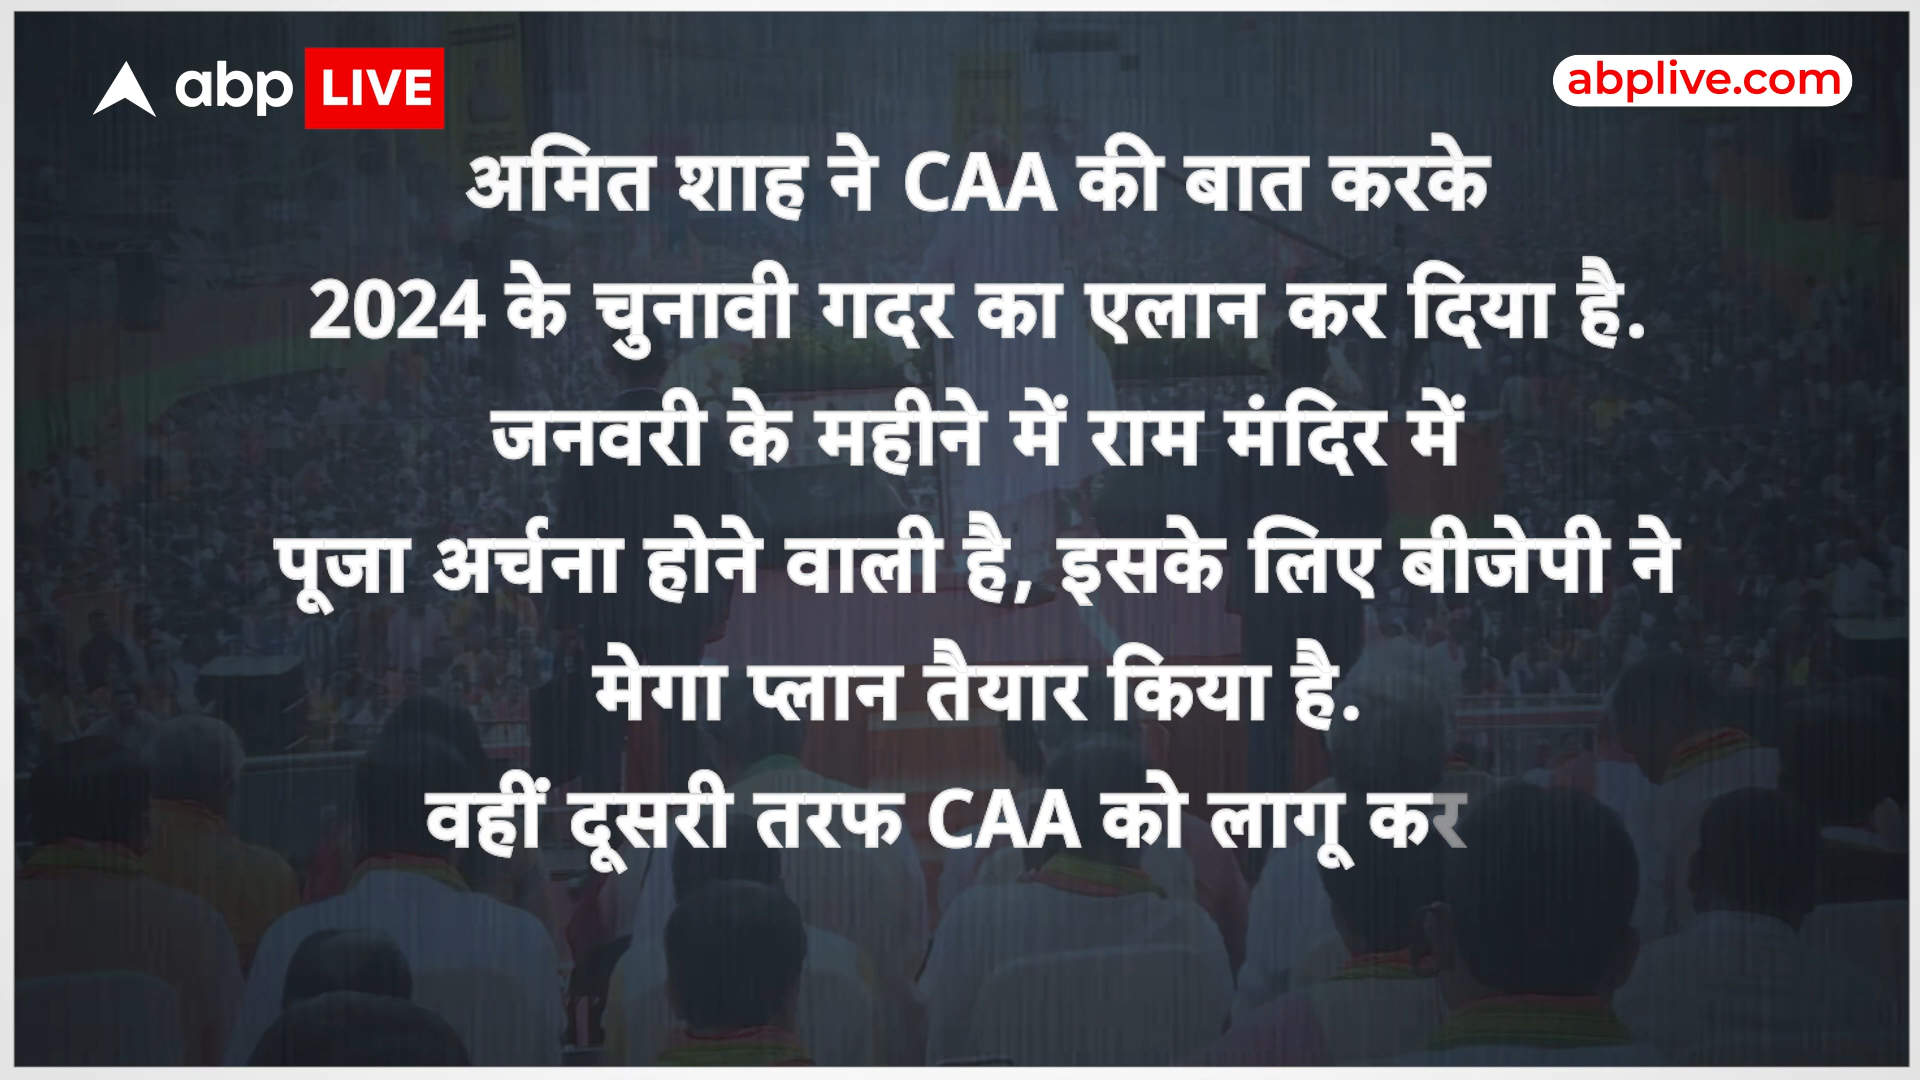 abp LIVE
abplive.com
अमित शाह ने CAA की बात करके
2024 के चुनावी गदर का एलान कर दिया है.
जनवरी के महीने में राम मंदिर में
पूजा अर्चना होने वाली है, इसके लिए बीजेपी ने
मेगा प्लान तैयार किया है.
वहीं दूसरी तरफ CAA को लागू कर